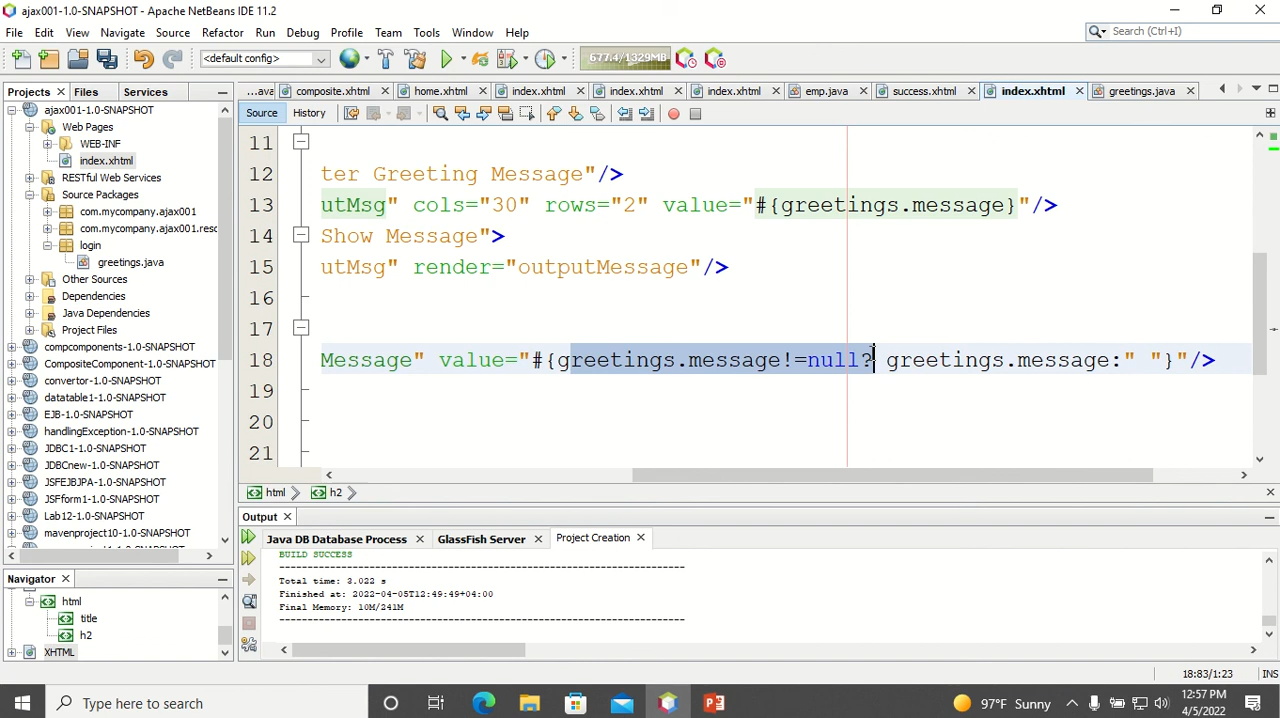 ajax001-1.0-SNAPSHOT - Apache NetBeans IDE 11.2
File Edit View Navigate Source Refactor Run Debug Profile Team Tools Window Help
Search (Ctrl+I)
<default config>
677.4/1329MB
Projects
Files
Services
...ava
composite.xhtml
home.xhtml
index.xhtml
index.xhtml
index.xhtml
emp.java
success.xhtml
index.xhtml
greetings.java
Source
History
ajax001-1.0-SNAPSHOT
Web Pages
WEB-INF
index.xhtml
RESTful Web Services
Source Packages
com.mycompany.ajax001
com.mycompany.ajax001.resc
login
greetings.java
Other Sources
Dependencies
Java Dependencies
Project Files
compcomponents-1.0-SNAPSHOT
CompositeComponent-1.0-SNAPSHOT
convertor-1.0-SNAPSHOT
datatable1-1.0-SNAPSHOT
EJB-1.0-SNAPSHOT
handlingException-1.0-SNAPSHOT
JDBC1-1.0-SNAPSHOT
JDBCnew-1.0-SNAPSHOT
JSFEJBJPA-1.0-SNAPSHOT
JSFform1-1.0-SNAPSHOT
Lab12-1.0-SNAPSHOT
mavenproject10-1.0-SNAPSHOT
11
12 ter Greeting Message"/>
13 utMsg" cols="30" rows="2" value="#{greetings.message}"/>
14 Show Message">
15 utMsg" render="outputMessage"/>
16
17
18 Message" value="#{greetings.message!=null? greetings.message:" "}"/>
19
20
21
html
h2
Output
Java DB Database Process
GlassFish Server
Project Creation
BUILD SUCCESS
------------------------------------------------------------------------
Total time: 3.022 s
Finished at: 2022-04-05T12:49:49+04:00
Final Memory: 10M/241M
------------------------------------------------------------------------
Navigator
html
title
h2
XHTML
18:83/1:23
INS
Type here to search
97°F Sunny
12:57 PM
4/5/2022